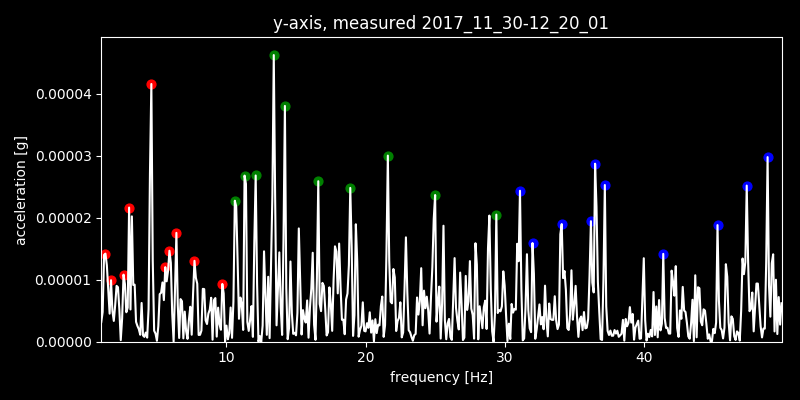 y-axis, measured 2017_11_30-12_20_01
0.00004
0.00003
0.00002
0.00001
0.00000
acceleration [g]
10 20 30 40
frequency [Hz]